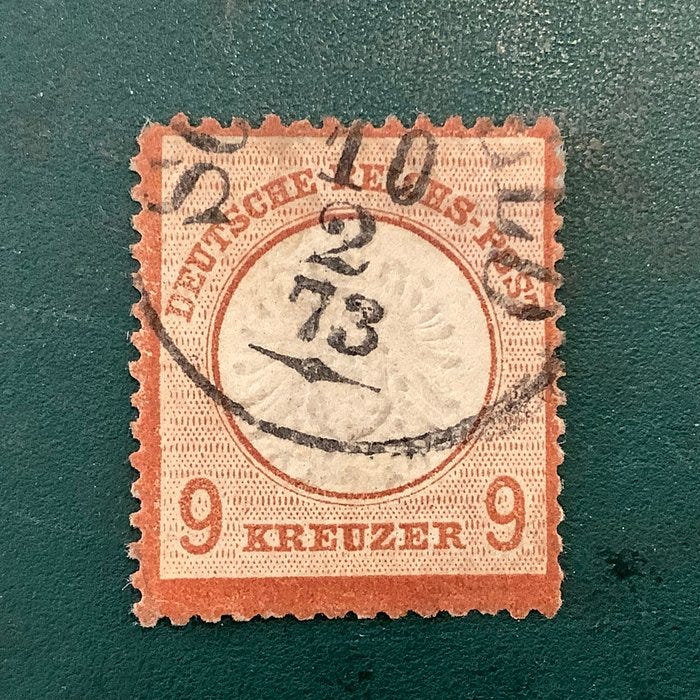 10
DEUTSCHE REICHS-POST
2
73
9 KREUZER 9